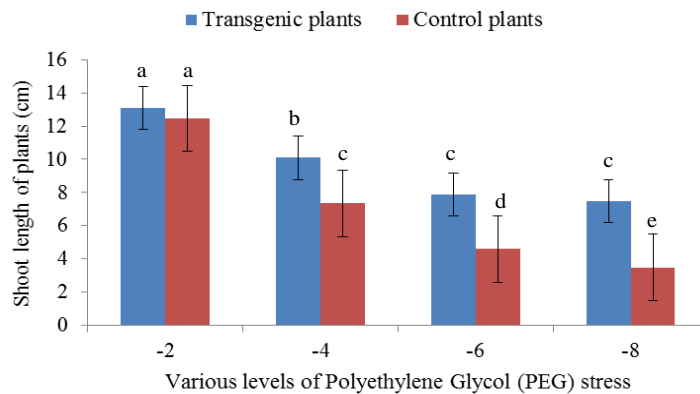 Transgenic plants Control plants
Shoot length of plants (cm)
16
14
12
10
8
6
4
2
0
a a
b c
c d
c e
-2 -4 -6 -8
Various levels of Polyethylene Glycol (PEG) stress